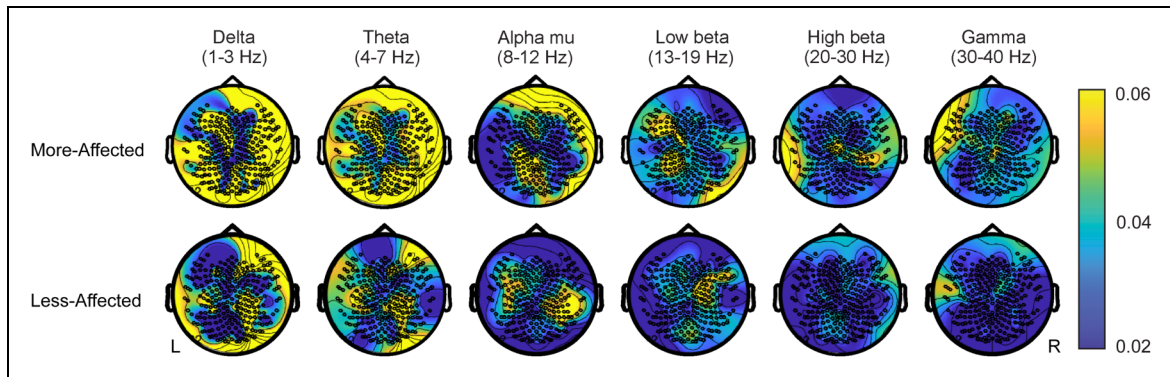 Delta Theta Alpha mu Low beta High beta Gamma
(1-3 Hz) (4-7 Hz) (8-12 Hz) (13-19 Hz) (20-30 Hz) (30-40 Hz)
0.06
More-Affected
0.04
Less-Affected
L R
0.02